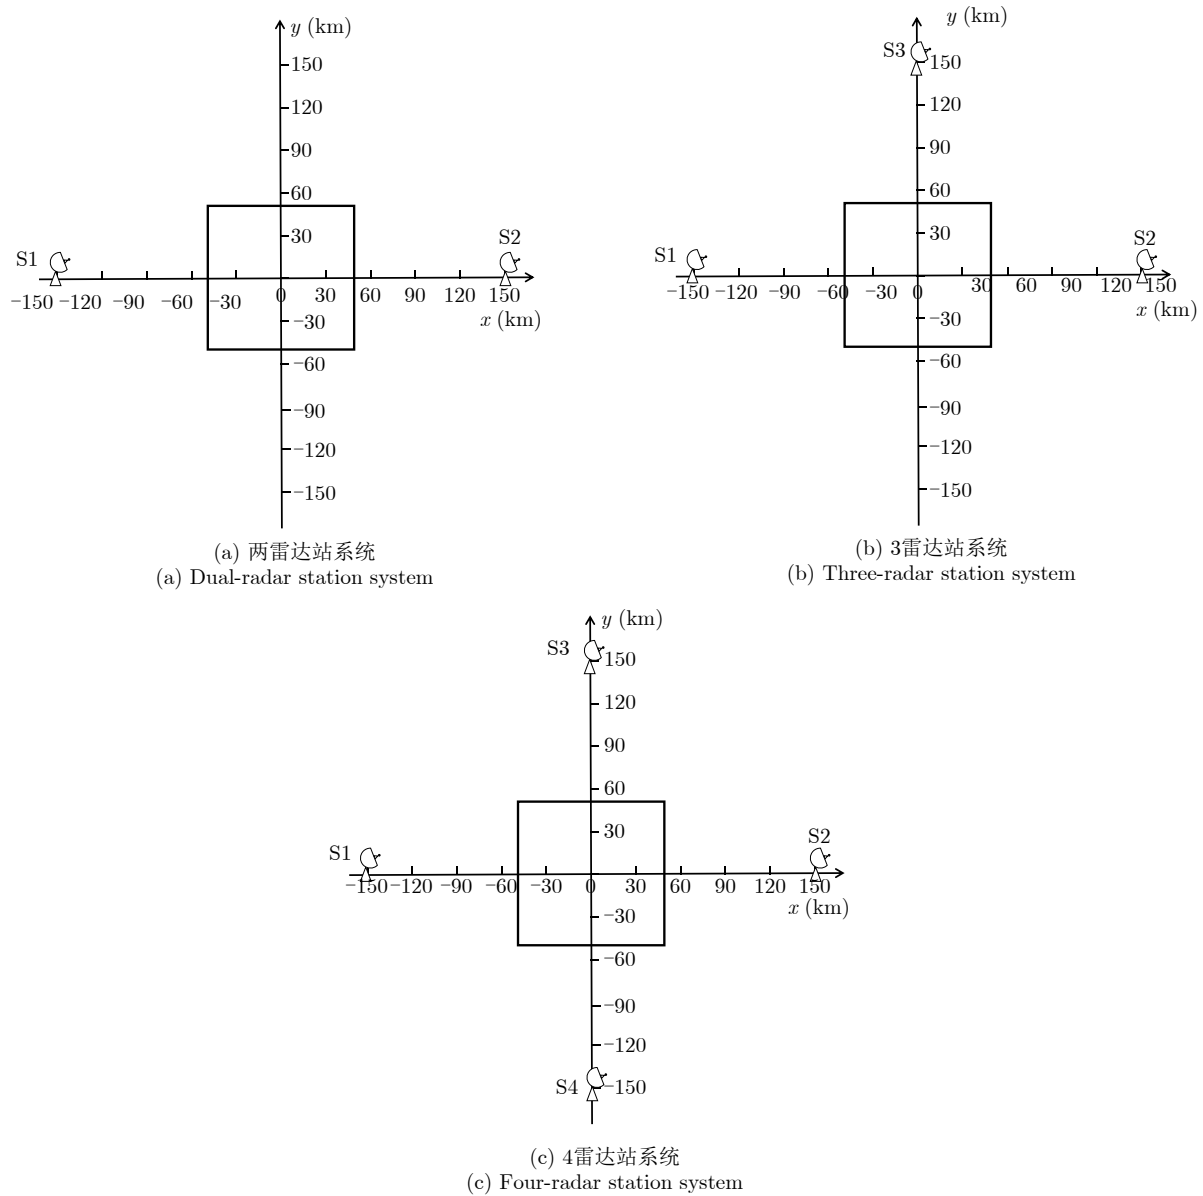 y (km)
150
120
90
60
30
S1
S2
−150 −120 −90 −60 −30 0 30 60 90 120 150
x (km)
−30
−60
−90
−120
−150
(a) 两雷达站系统
(a) Dual-radar station system
y (km)
S3
150
120
90
60
30
S1
S2
−150 −120 −90 −60 −30 0 30 60 90 120 150
x (km)
−30
−60
−90
−120
−150
(b) 3雷达站系统
(b) Three-radar station system
y (km)
S3
150
120
90
60
30
S1
S2
−150 −120 −90 −60 −30 0 30 60 90 120 150
x (km)
−30
−60
−90
−120
S4
−150
(c) 4雷达站系统
(c) Four-radar station system